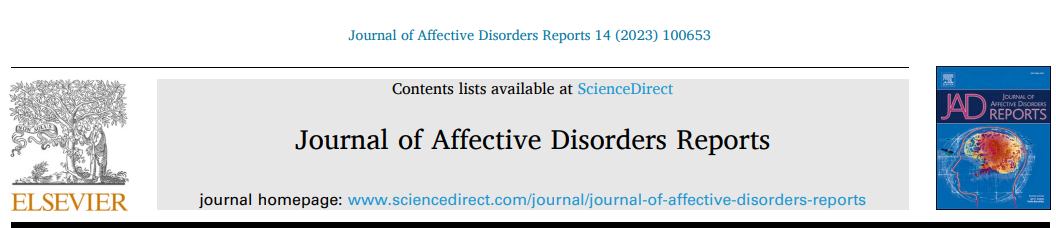 Journal of Affective Disorders Reports 14 (2023) 100653
Contents lists available at ScienceDirect
Journal of Affective Disorders Reports
journal homepage: www.sciencedirect.com/journal/journal-of-affective-disorders-reports
ELSEVIER
JAD
JOURNAL OF
AFFECTIVE DISORDERS
REPORTS